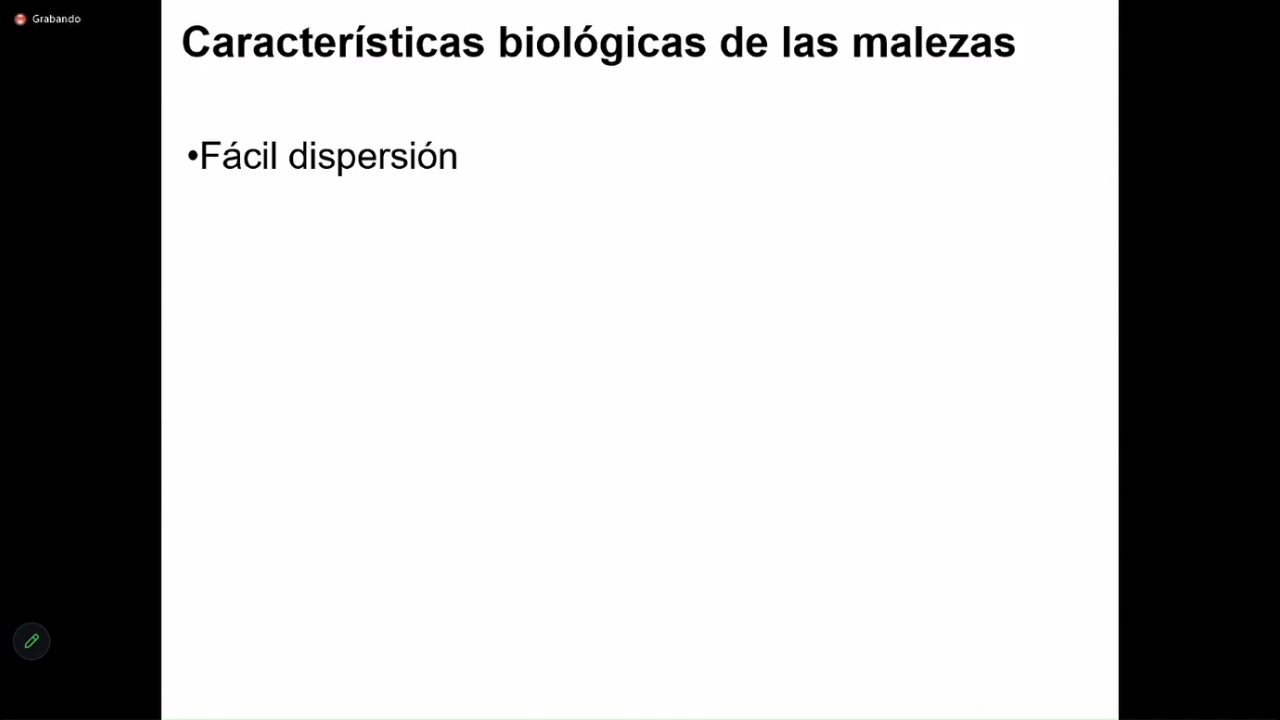 Grabando
Características biológicas de las malezas
•Fácil dispersión